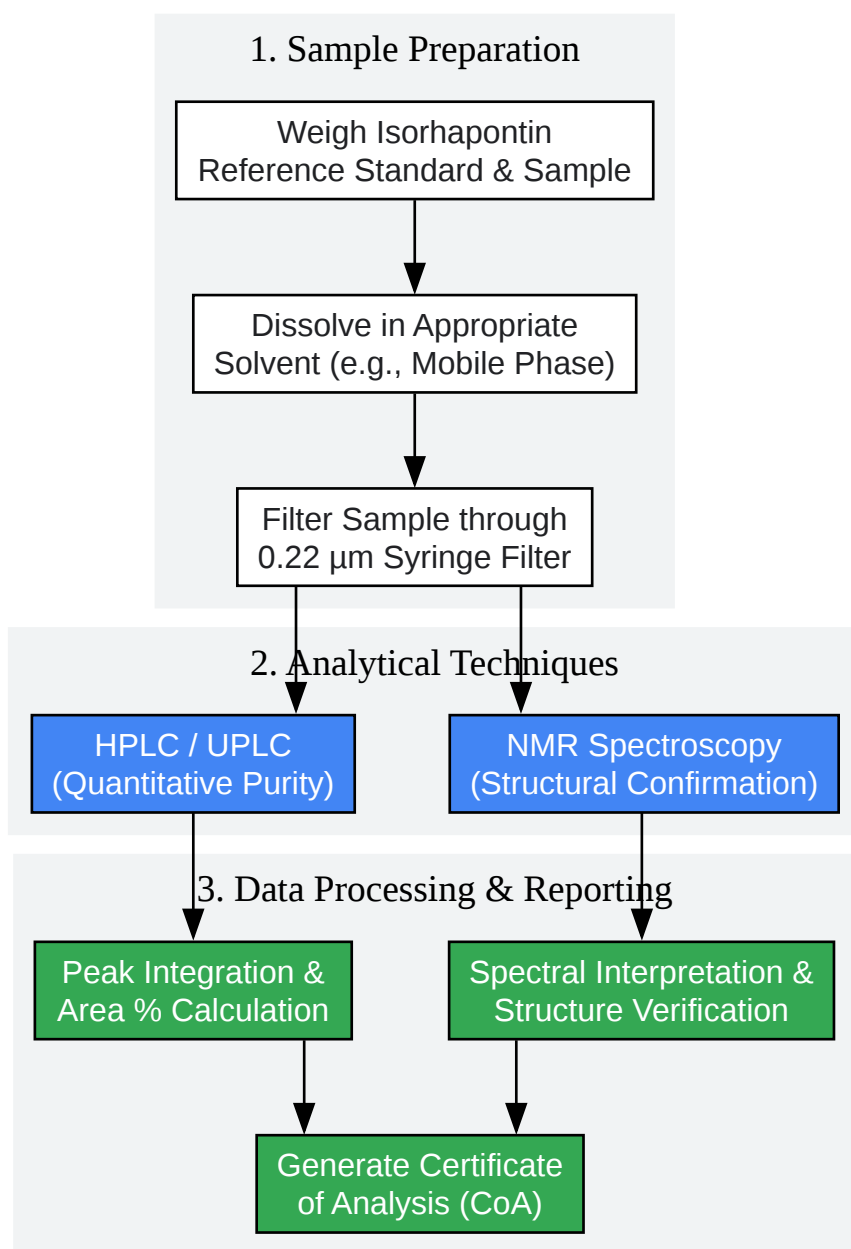 1. Sample Preparation
Weigh Isorhapontin
Reference Standard & Sample
Dissolve in Appropriate
Solvent (e.g., Mobile Phase)
Filter Sample through
0.22 µm Syringe Filter
2. Analytical Techniques
HPLC / UPLC
(Quantitative Purity)
NMR Spectroscopy
(Structural Confirmation)
3. Data Processing & Reporting
Peak Integration &
Area % Calculation
Spectral Interpretation &
Structure Verification
Generate Certificate
of Analysis (CoA)